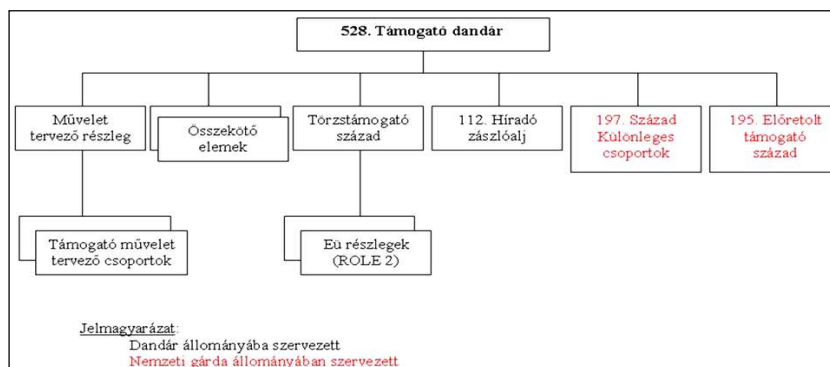 528. Támogató dandár
Művelet
tervező részleg
Összekötő
elemek
Törzstámogató
század
112. Híradó
zászlóalj
197. Század
Különleges
csoportok
195. Előretolt
támogató
század
Támogató művelet
tervező csoportok
Eü részlegek
(ROLE 2)
Jelmagyarázat:
Dandár állományába szervezett
Nemzeti gárda állományában szervezett